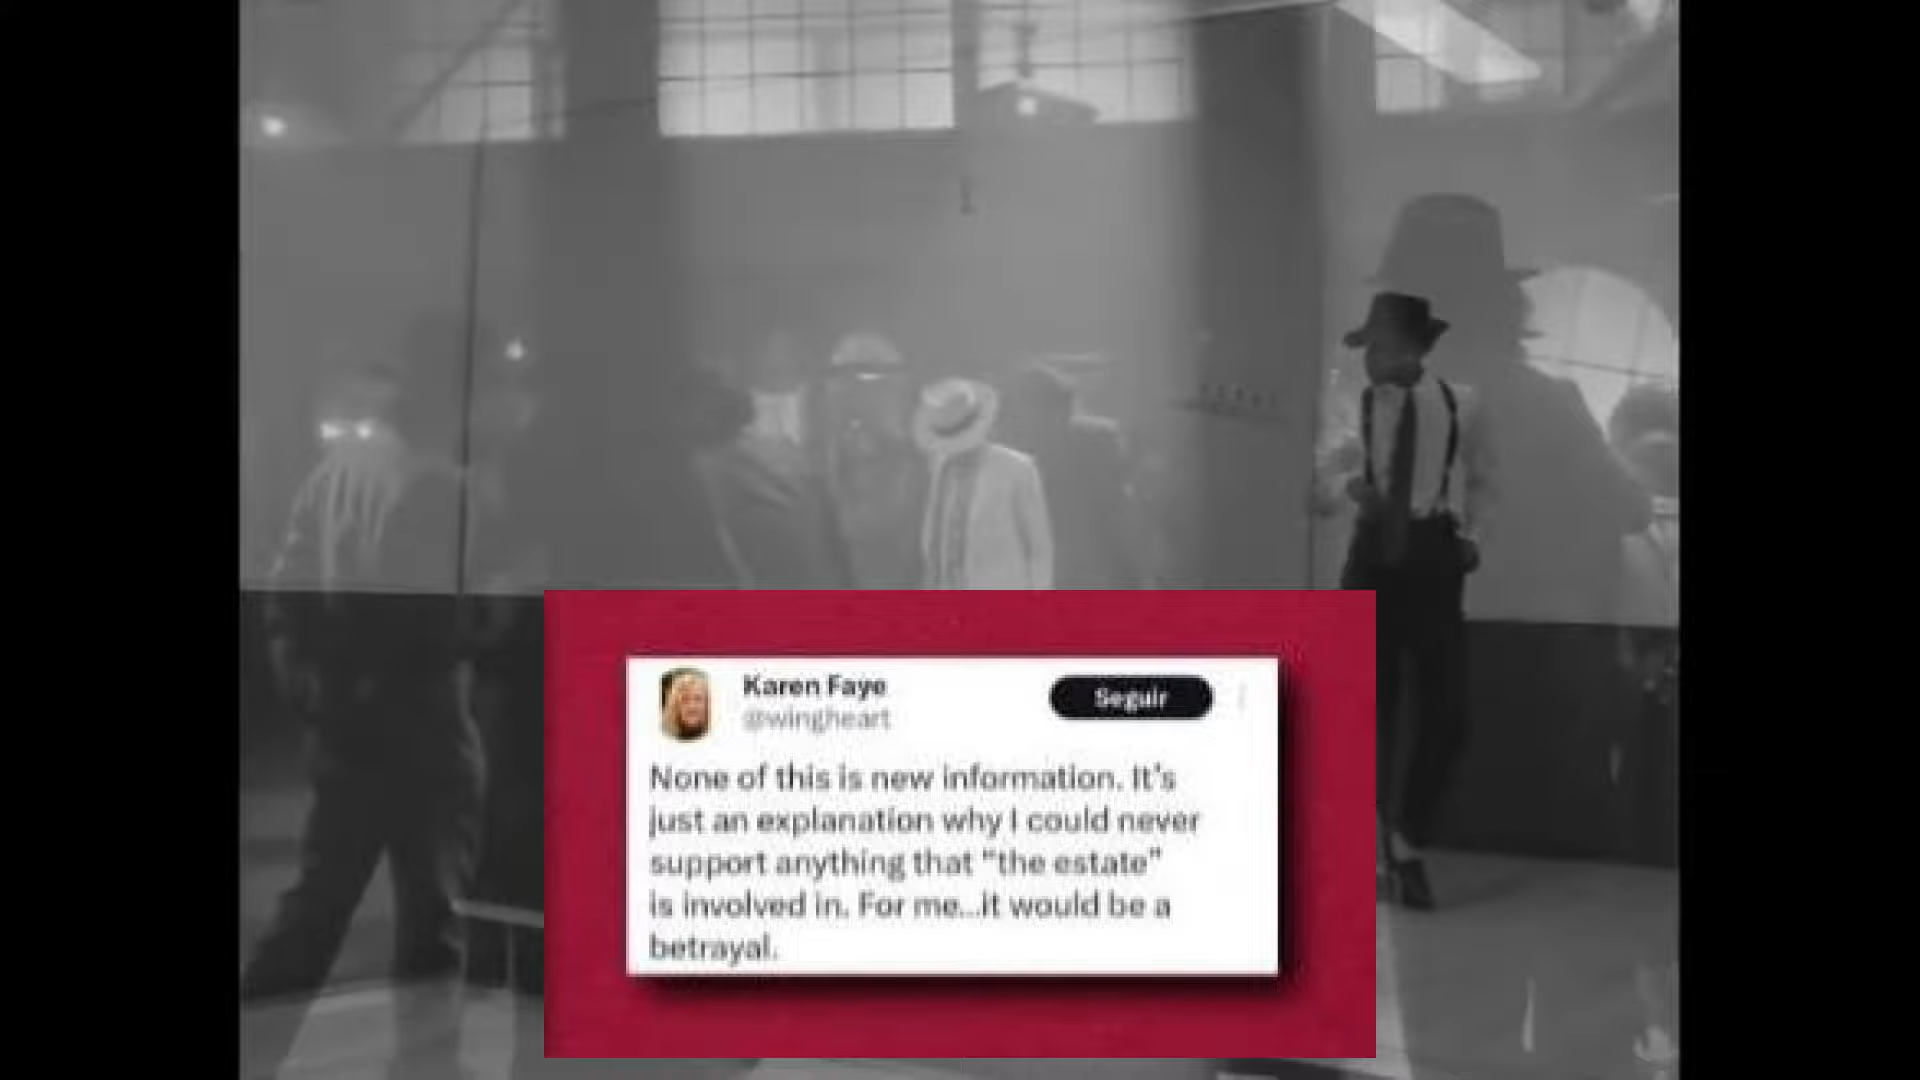 Karen Faye
@wingheart
Seguir
None of this is new information. It's
just an explanation why I could never
support anything that “the estate”
is involved in. For me...it would be a
betrayal.